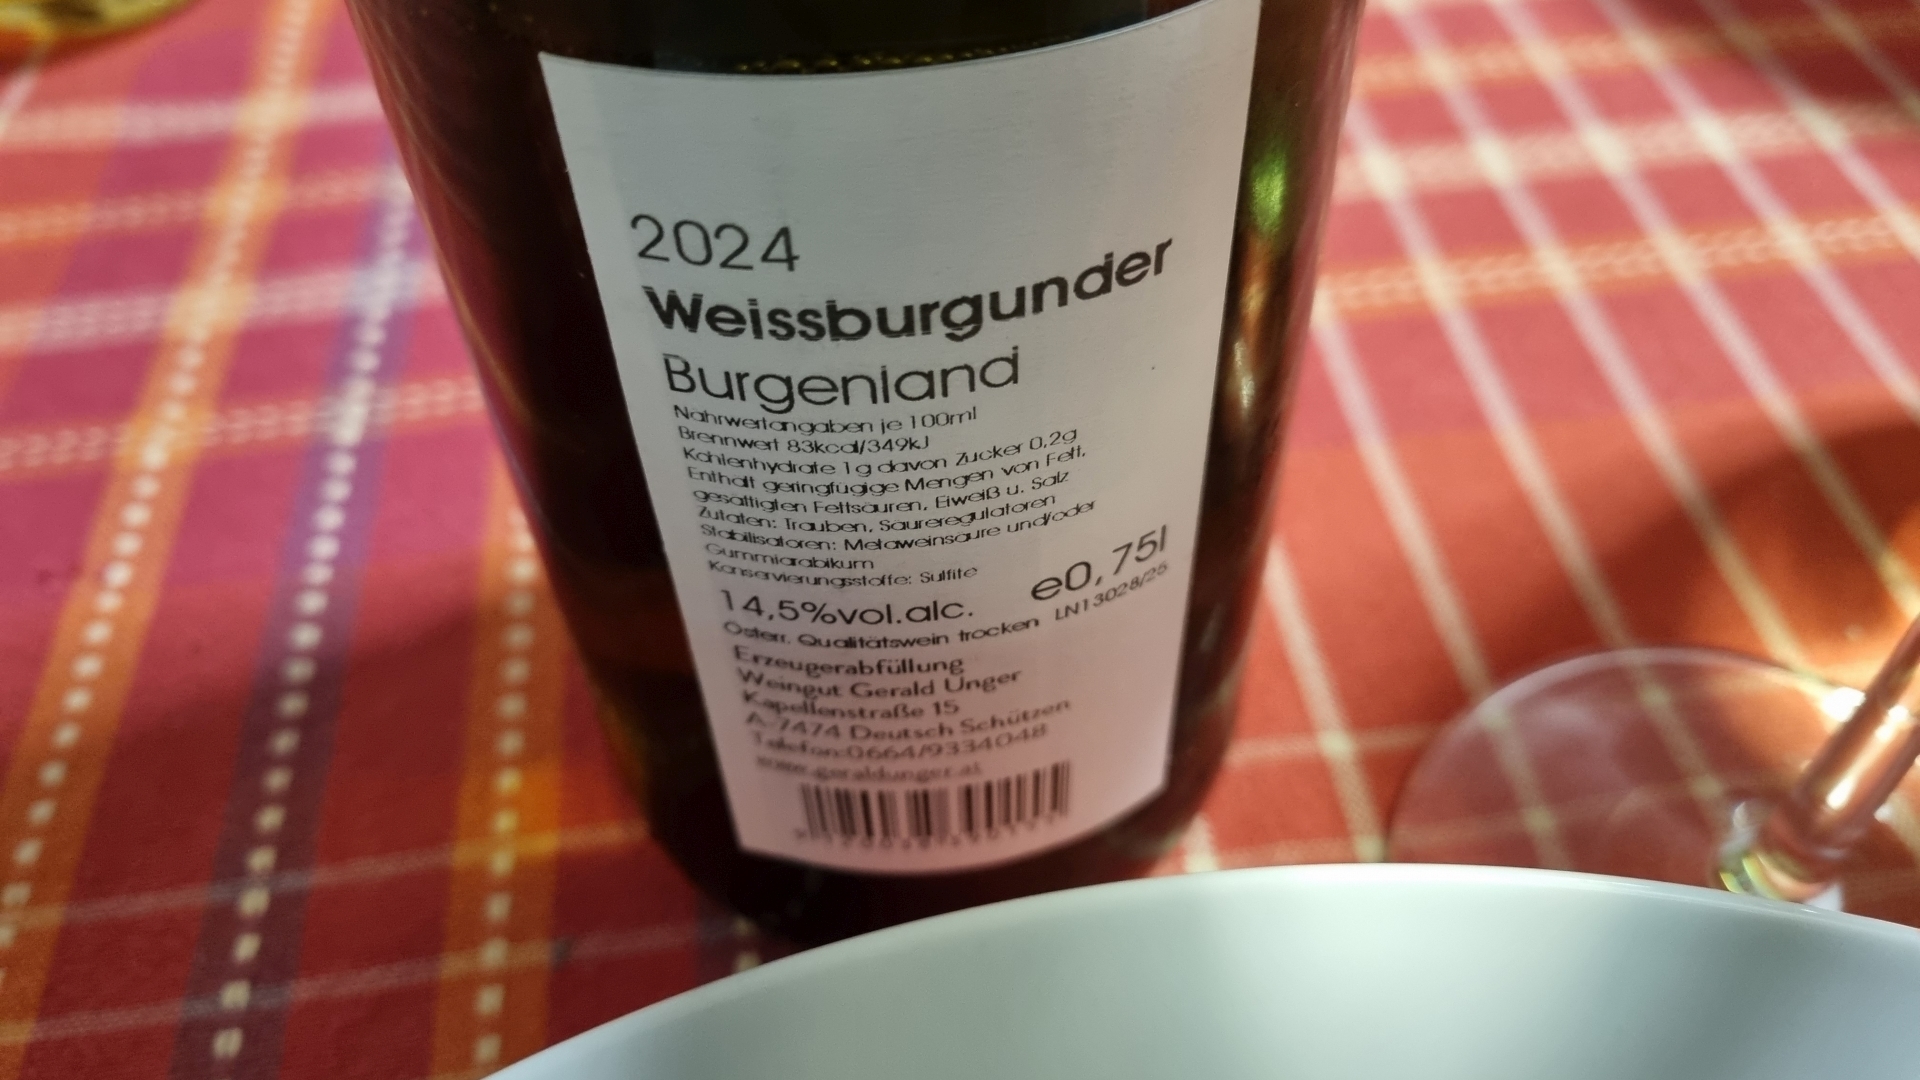 2024
Weissburgunder
Burgenland
Nährwertangaben je 100ml
Brennwert 83kcal/349kJ
Kohlenhydrate 1g davon Zucker 0,2g
Enthält geringfügige Mengen von Fett,
gesättigten Fettsäuren, Eiweiß u. Salz
Zutaten: Trauben, Säureregulatoren
Stabilisatoren: Metaweinsäure und/oder
Gummiarabikum
Konservierungsstoffe: Sulfite
e0,75l
14,5%vol.alc.
LN13028/25
Österr. Qualitätswein trocken
Erzeugerabfüllung
Weingut Gerald Unger
Kapellenstraße 15
A-7474 Deutsch Schützen
Telefon:0664/9334048
www.geraldunger.at